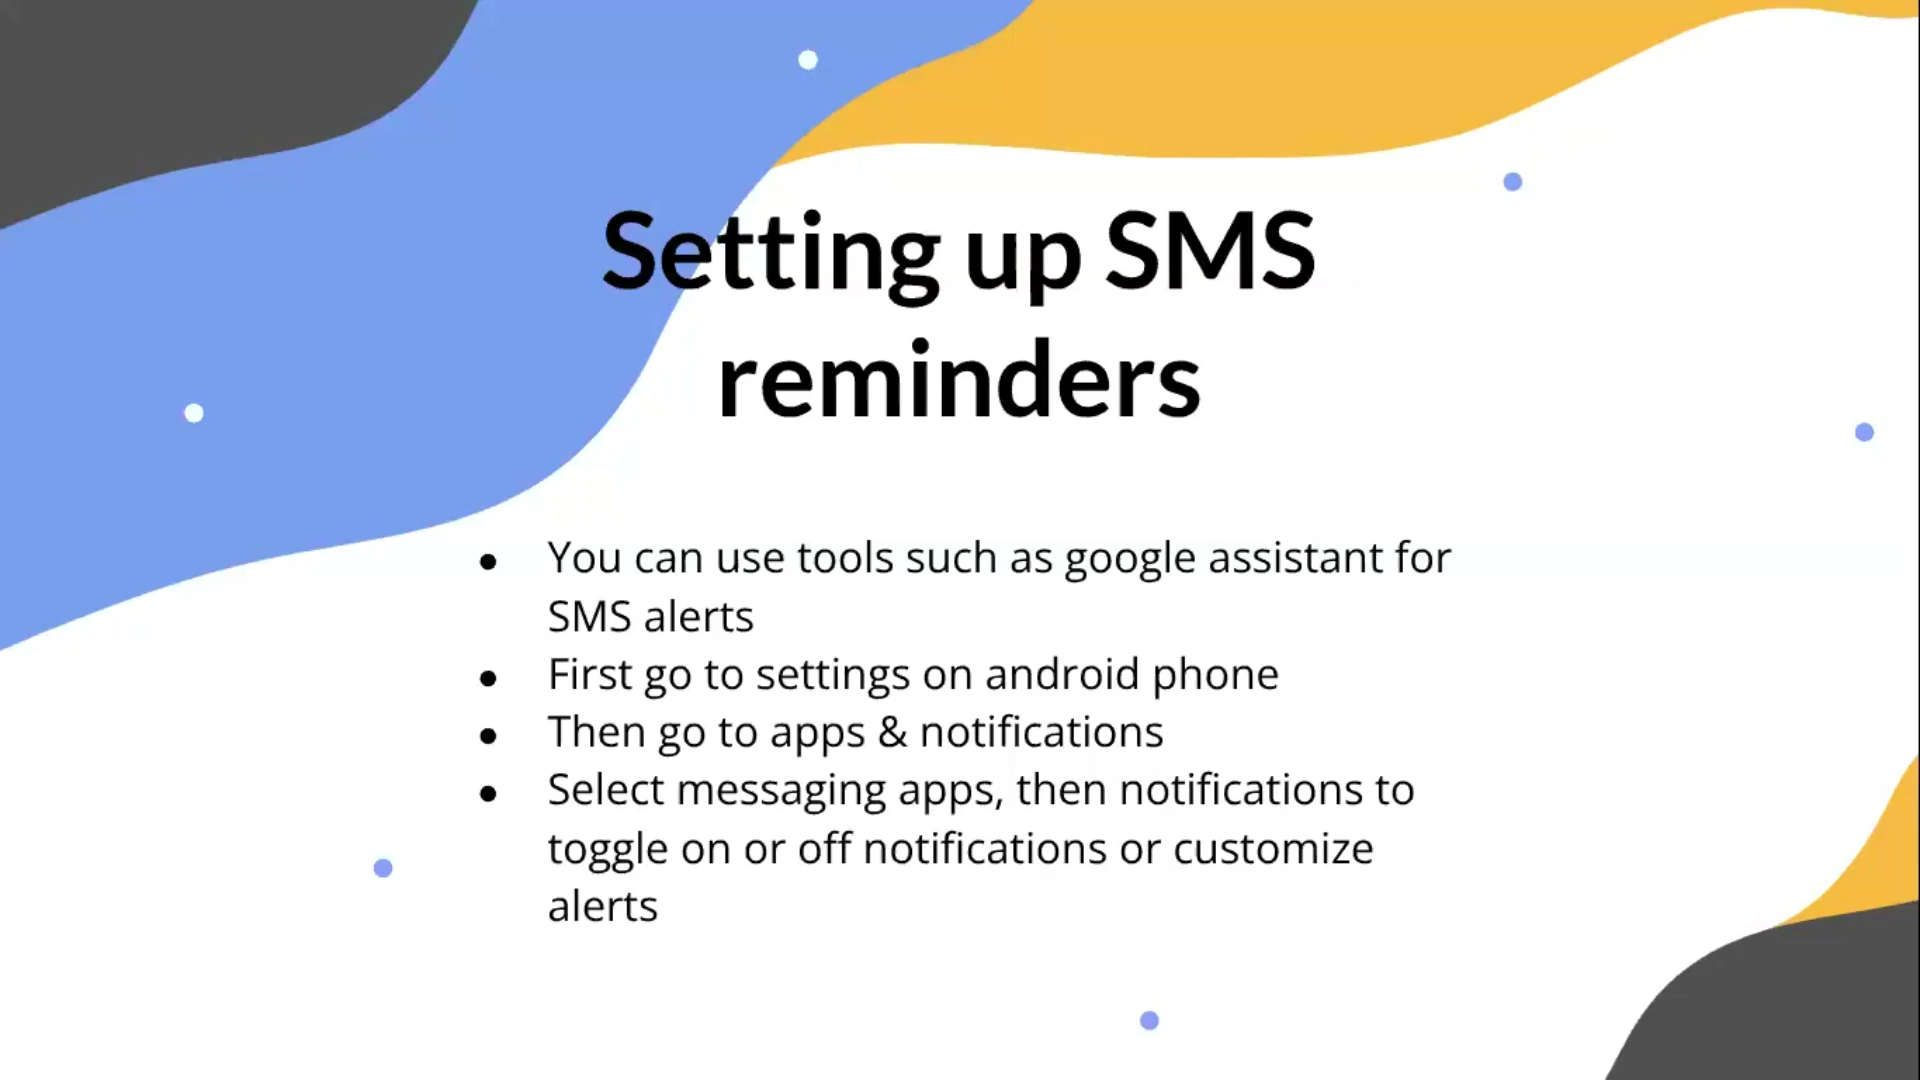 Setting up SMS
reminders
● You can use tools such as google assistant for
SMS alerts
● First go to settings on android phone
● Then go to apps & notifications
● Select messaging apps, then notifications to
toggle on or off notifications or customize
alerts